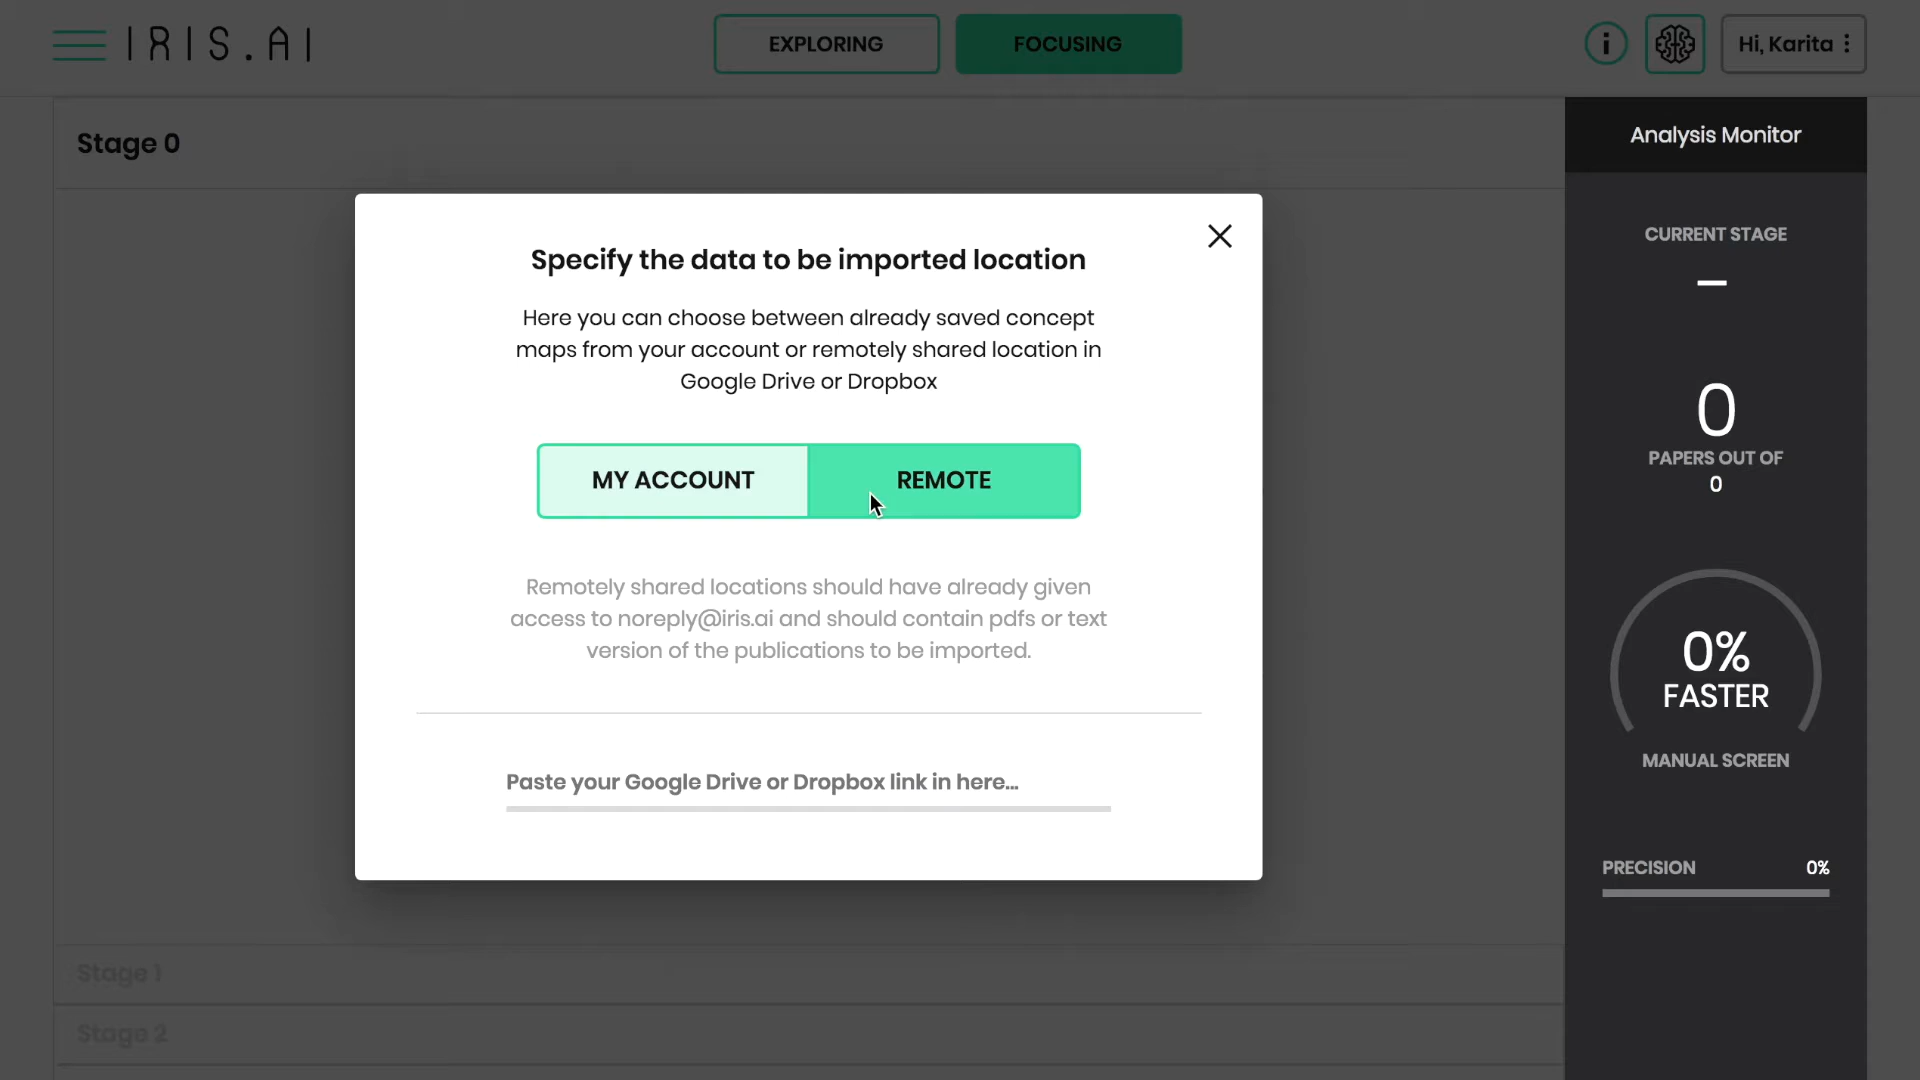 IRIS.AI
EXPLORING
FOCUSING
i
Hi, Karita
Stage 0
Analysis Monitor
Specify the data to be imported location
Here you can choose between already saved concept
maps from your account or remotely shared location in
Google Drive or Dropbox
MY ACCOUNT
REMOTE
Remotely shared locations should have already given
access to noreply@iris.ai and should contain pdfs or text
version of the publications to be imported.
Paste your Google Drive or Dropbox link in here...
CURRENT STAGE
–
0
PAPERS OUT OF
0
0%
FASTER
MANUAL SCREEN
PRECISION 0%
Stage 1
Stage 2